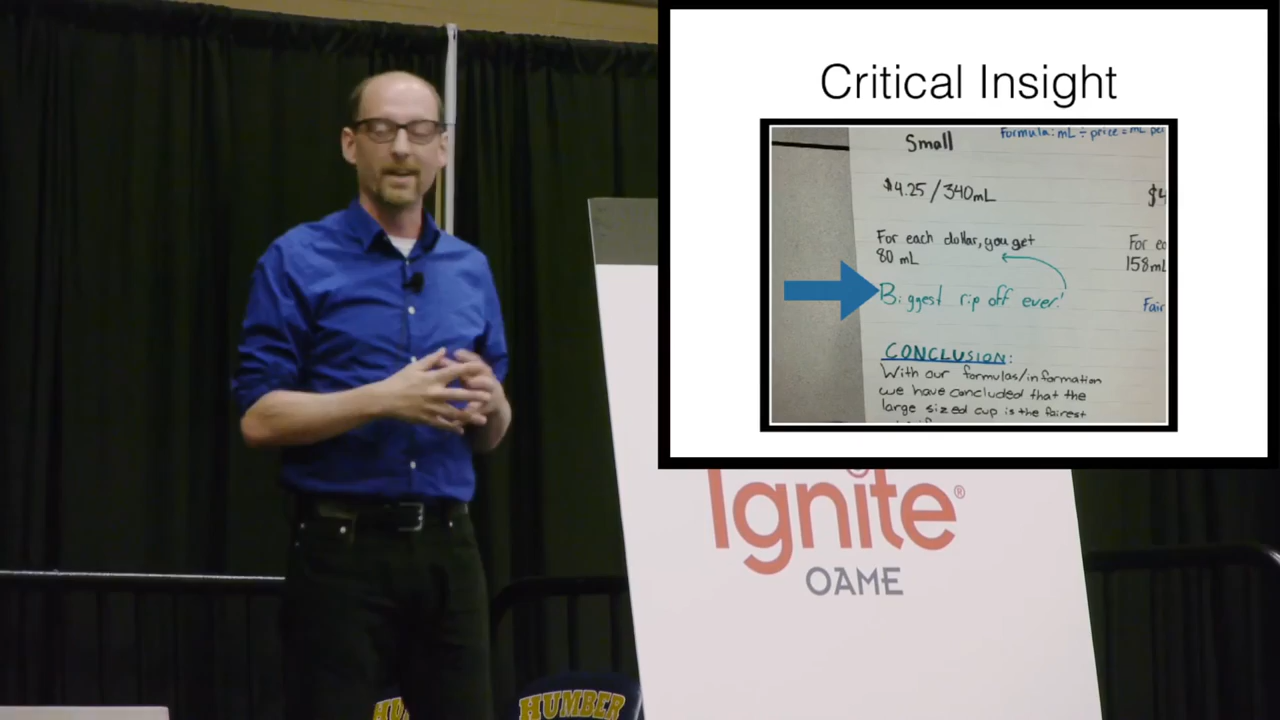 Critical Insight
Small
Formula: mL ÷ price = mL per
$4.25/340mL
$4
For each dollar, you get
80 mL
For
158mL
Biggest rip off ever!
Fair
CONCLUSION:
With our formulas/information
we have concluded that the
large sized cup is the fairest
Ignite®
OAME
HUMBER